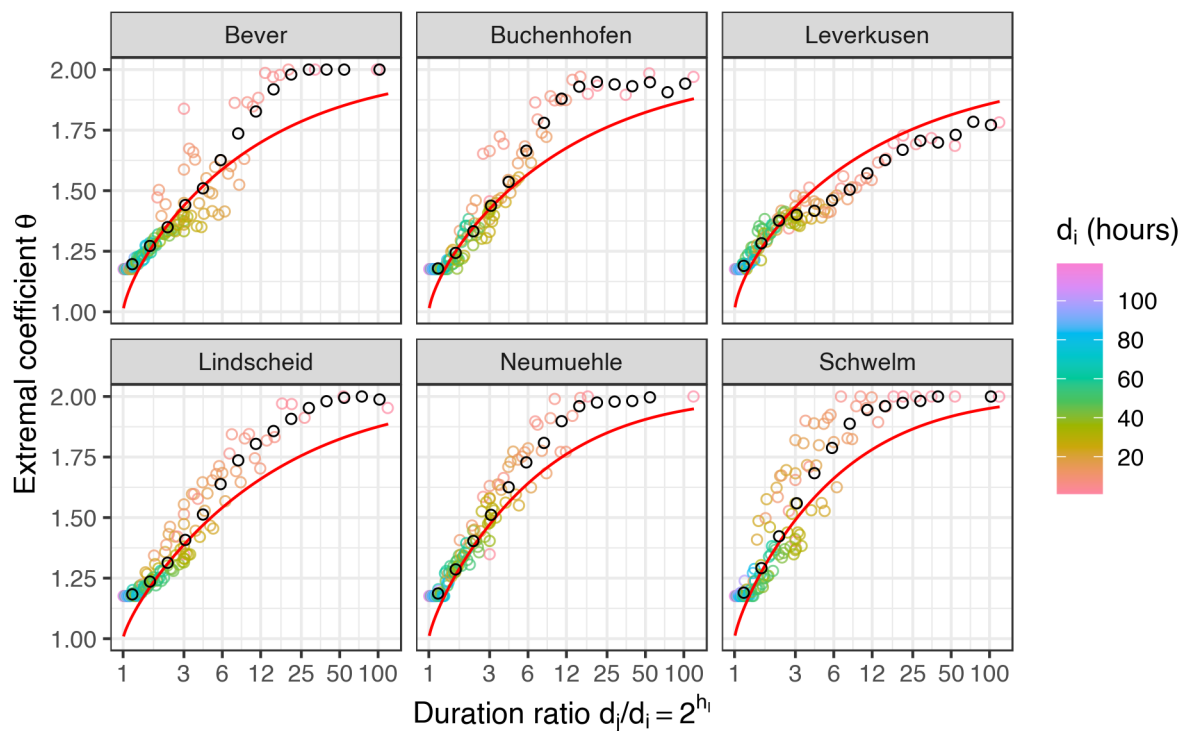 Bever Buchenhofen Leverkusen
2.00
1.75
1.50
1.25
1.00
Lindscheid Neumuehle Schwelm
2.00
1.75
1.50
1.25
1.00
1 3 6 12 25 50 100 1 3 6 12 25 50 100 1 3 6 12 25 50 100
Duration ratio dj/di = 2^hl
Extremal coefficient θ
di (hours)
100
80
60
40
20